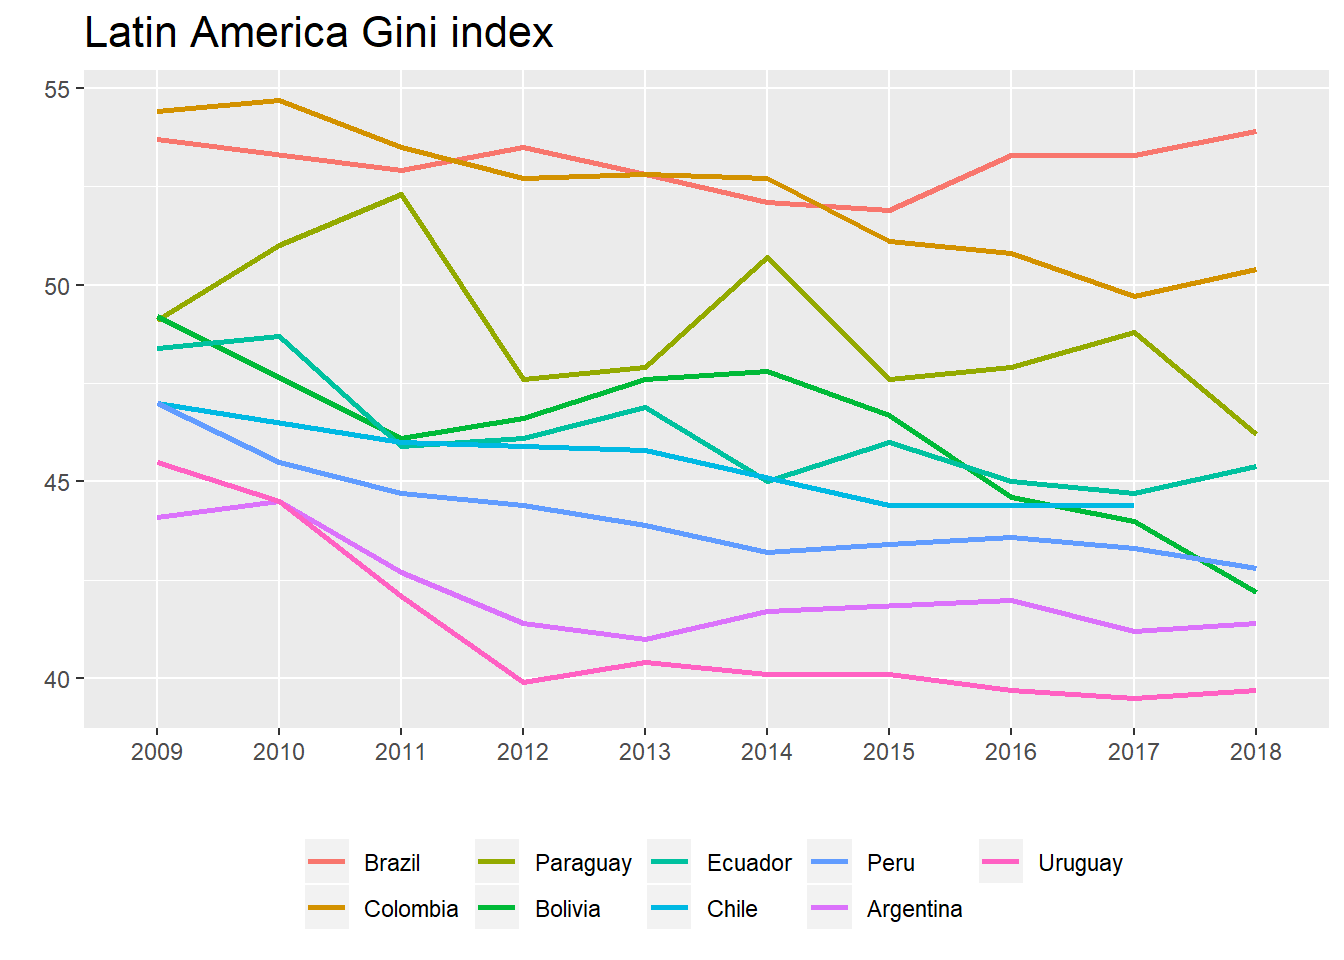 Latin America Gini index
55
50
45
40
2009 2010 2011 2012 2013 2014 2015 2016 2017 2018
Brazil Paraguay Ecuador Peru Uruguay
Colombia Bolivia Chile Argentina